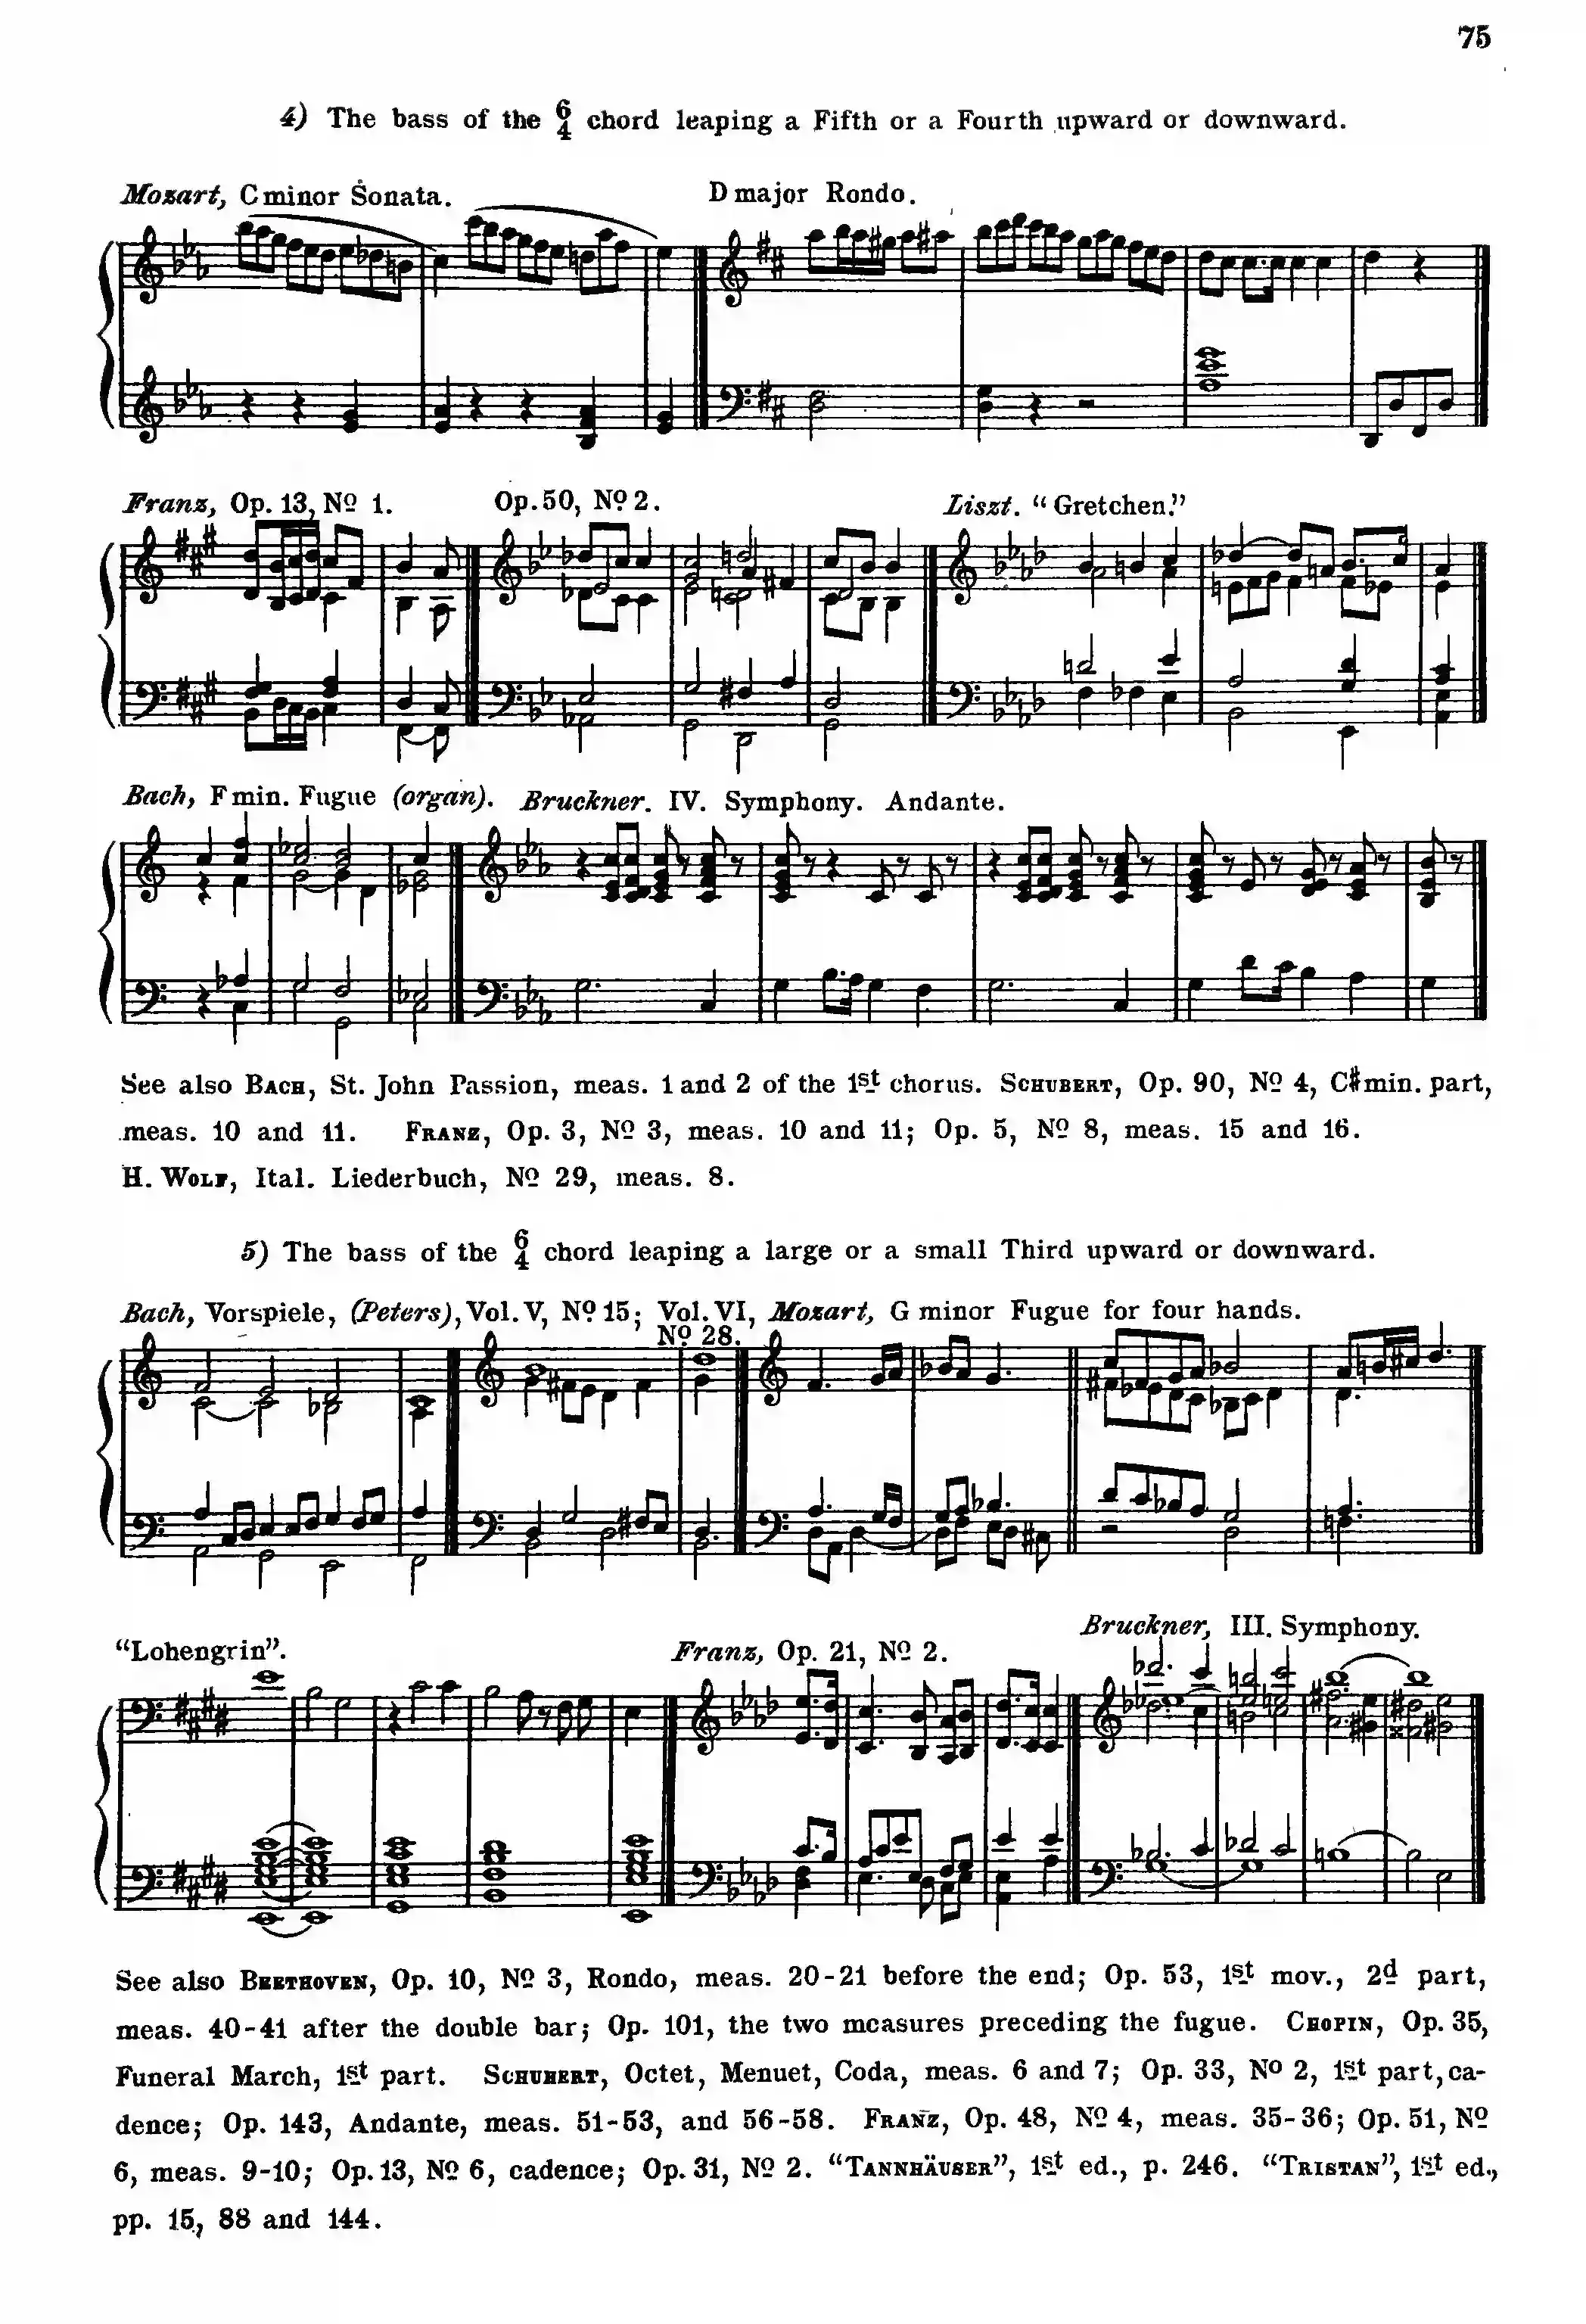 75
4) The bass of the 6/4 chord leaping a Fifth or a Fourth upward or downward.
Mozart, C minor Sonata. D major Rondo.
Franz, Op. 13, Nº 1. Op. 50, Nº 2. Liszt. “Gretchen.”
Bach, F min. Fugue (organ). Bruckner. IV. Symphony. Andante.
See also BACH, St. John Passion, meas. 1 and 2 of the 1st chorus. SCHUBERT, Op. 90, Nº 4, C♯min. part,
meas. 10 and 11. FRANZ, Op. 3, Nº 3, meas. 10 and 11; Op. 5, Nº 8, meas. 15 and 16.
H. WOLF, Ital. Liederbuch, Nº 29, meas. 8.
5) The bass of the 6/4 chord leaping a large or a small Third upward or downward.
Bach, Vorspiele, (Peters), Vol. V, Nº 15; Vol. VI, Mozart, G minor Fugue for four hands.
Nº 28.
Bruckner, III. Symphony.
“Lohengrin”. Franz, Op. 21, Nº 2.
See also BEETHOVEN, Op. 10, Nº 3, Rondo, meas. 20-21 before the end; Op. 53, 1st mov., 2d part,
meas. 40-41 after the double bar; Op. 101, the two measures preceding the fugue. CHOPIN, Op. 35,
Funeral March, 1st part. SCHUBERT, Octet, Menuet, Coda, meas. 6 and 7; Op. 33, Nº 2, 1st part, ca-
dence; Op. 143, Andante, meas. 51-53, and 56-58. FRANZ, Op. 48, Nº 4, meas. 35-36; Op. 51, Nº
6, meas. 9-10; Op. 13, Nº 6, cadence; Op. 31, Nº 2. “TANNHÄUSER”, 1st ed., p. 246. “TRISTAN”, 1st ed.,
pp. 15, 88 and 144.